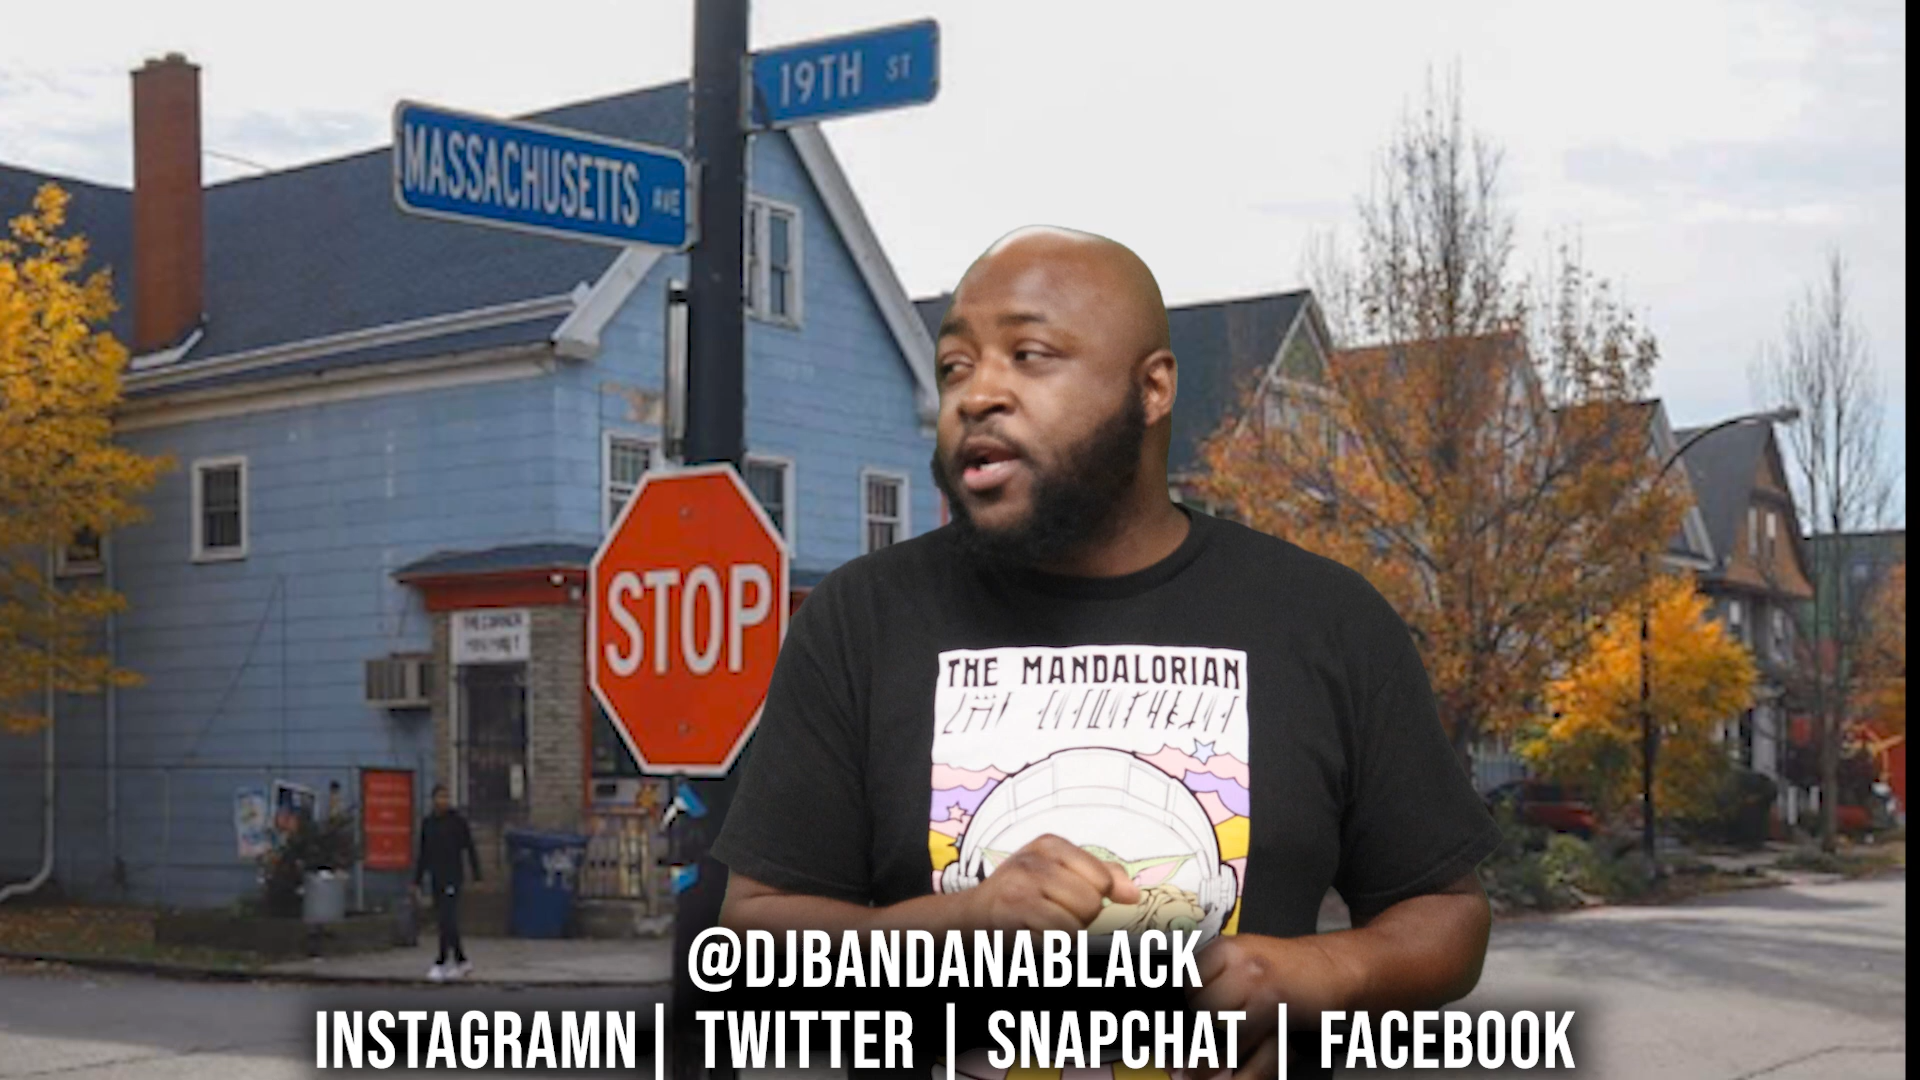 19TH ST
MASSACHUSETTS AVE
STOP
THE MANDALORIAN
@DJBANDANABLACK
INSTAGRAMN| TWITTER | SNAPCHAT | FACEBOOK